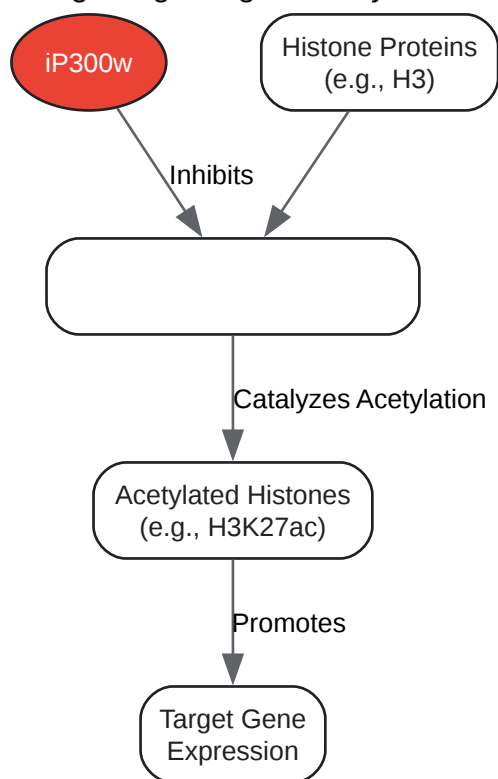 iP300w
Histone Proteins
(e.g., H3)
Inhibits
Catalyzes Acetylation
Acetylated Histones
(e.g., H3K27ac)
Promotes
Target Gene
Expression